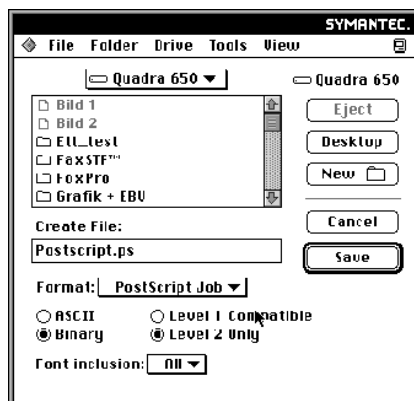 SYMANTEC.
File Folder Drive Tools View
Quadra 650 Quadra 650
Bild 1
Bild 2
Ell_test
FaxSTF™
FoxPro
Grafik + EBV
Eject
Desktop
New
Create File:
Cancel
Postscript.ps
Save
Format: PostScript Job
ASCII Level 1 Compatible
Binary Level 2 Only
Font inclusion: All